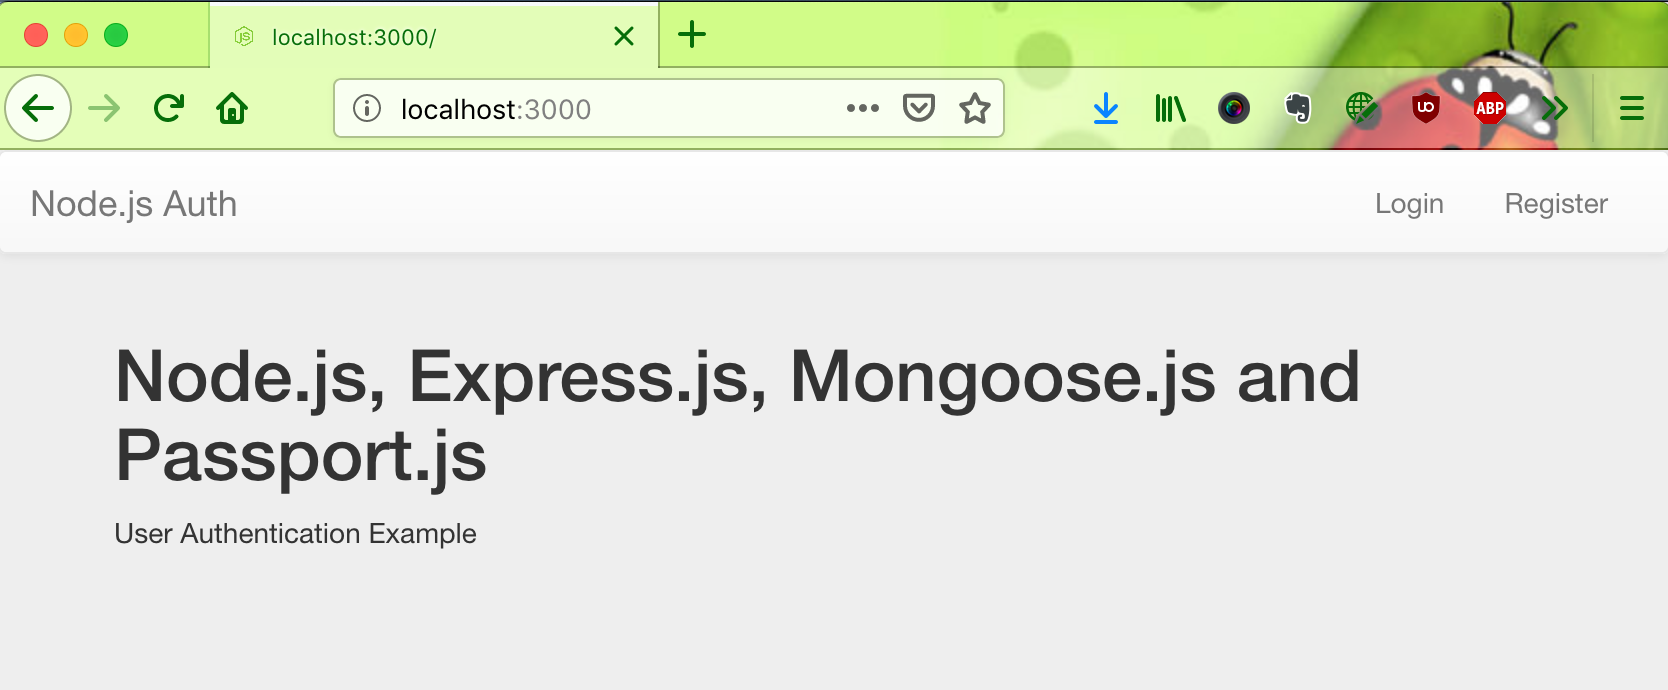 localhost:3000/
localhost:3000
ABP
Node.js Auth
Login
Register
Node.js, Express.js, Mongoose.js and
Passport.js
User Authentication Example